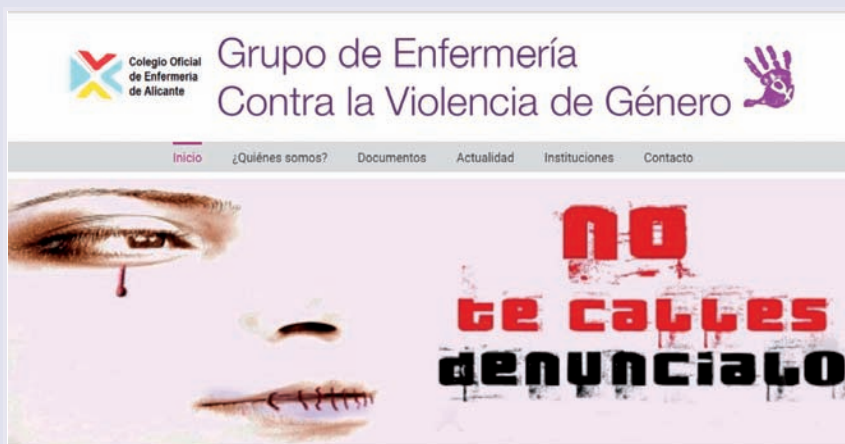 Colegio Oficial
de Enfermería
de Alicante
Grupo de Enfermería
Contra la Violencia de Género
Inicio ¿Quiénes somos? Documentos Actualidad Instituciones Contacto
NO
te calles
denuncialo